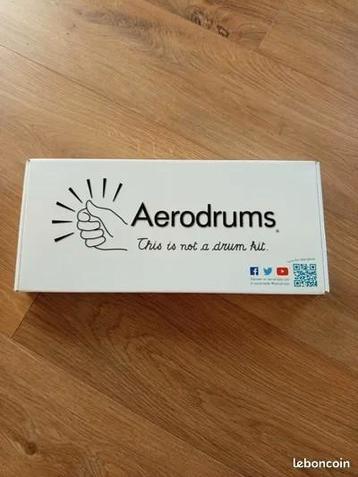 Aerodrums
This is not a drum kit.
leboncoin